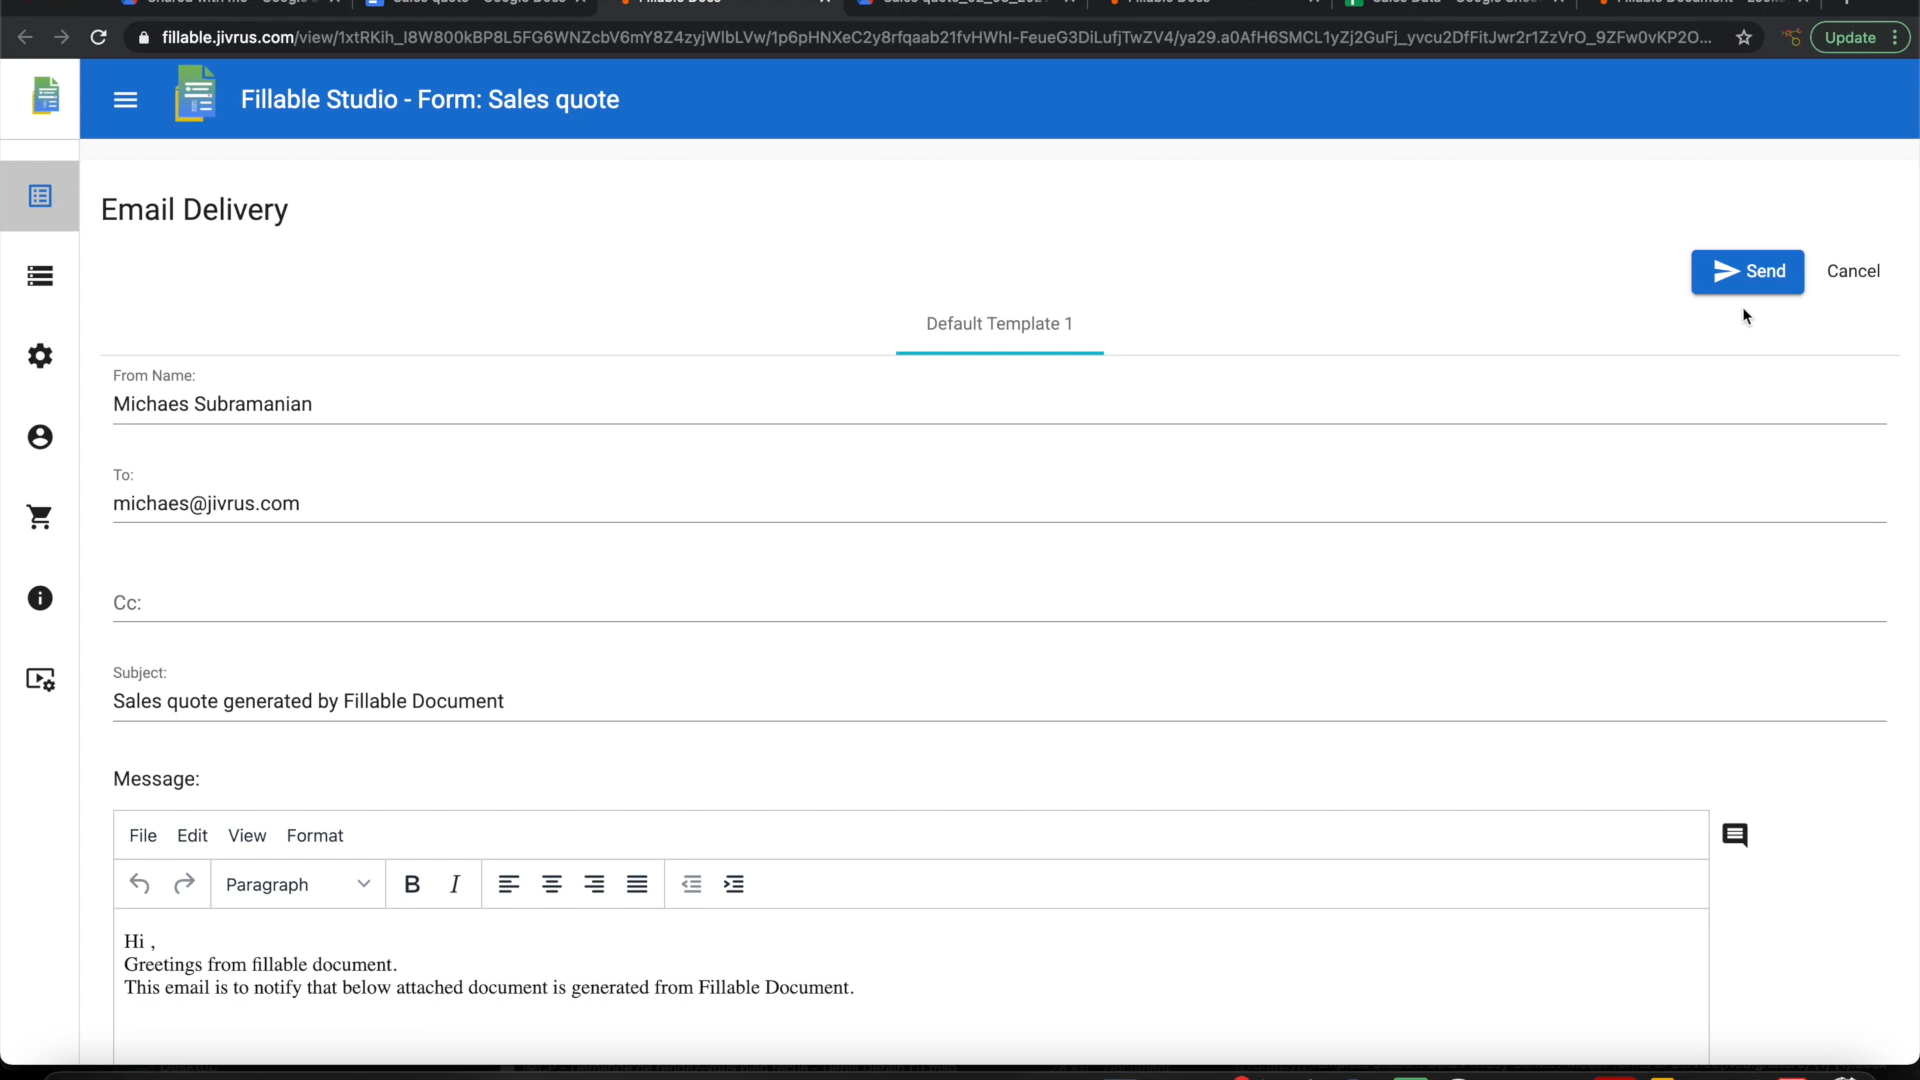 fillable.jivrus.com/view/1xtRKih_I8W800kBP8L5FG6WNZcbV6mY8Z4zyjWIbLVw/1p6pHNXeC2y8rfqaab21fvHWhI-FeueG3DiLufjTwZV4/ya29.a0AfH6SMCL1yZj2GuFj_yvcu2DfFitJwr2r1ZzVrO_9ZFw0vKP2O...
Update
Fillable Studio - Form: Sales quote
Email Delivery
Send Cancel
Default Template 1
From Name:
Michaes Subramanian
To:
michaes@jivrus.com
Cc:
Subject:
Sales quote generated by Fillable Document
Message:
File Edit View Format
Paragraph B I
Hi ,
Greetings from fillable document.
This email is to notify that below attached document is generated from Fillable Document.